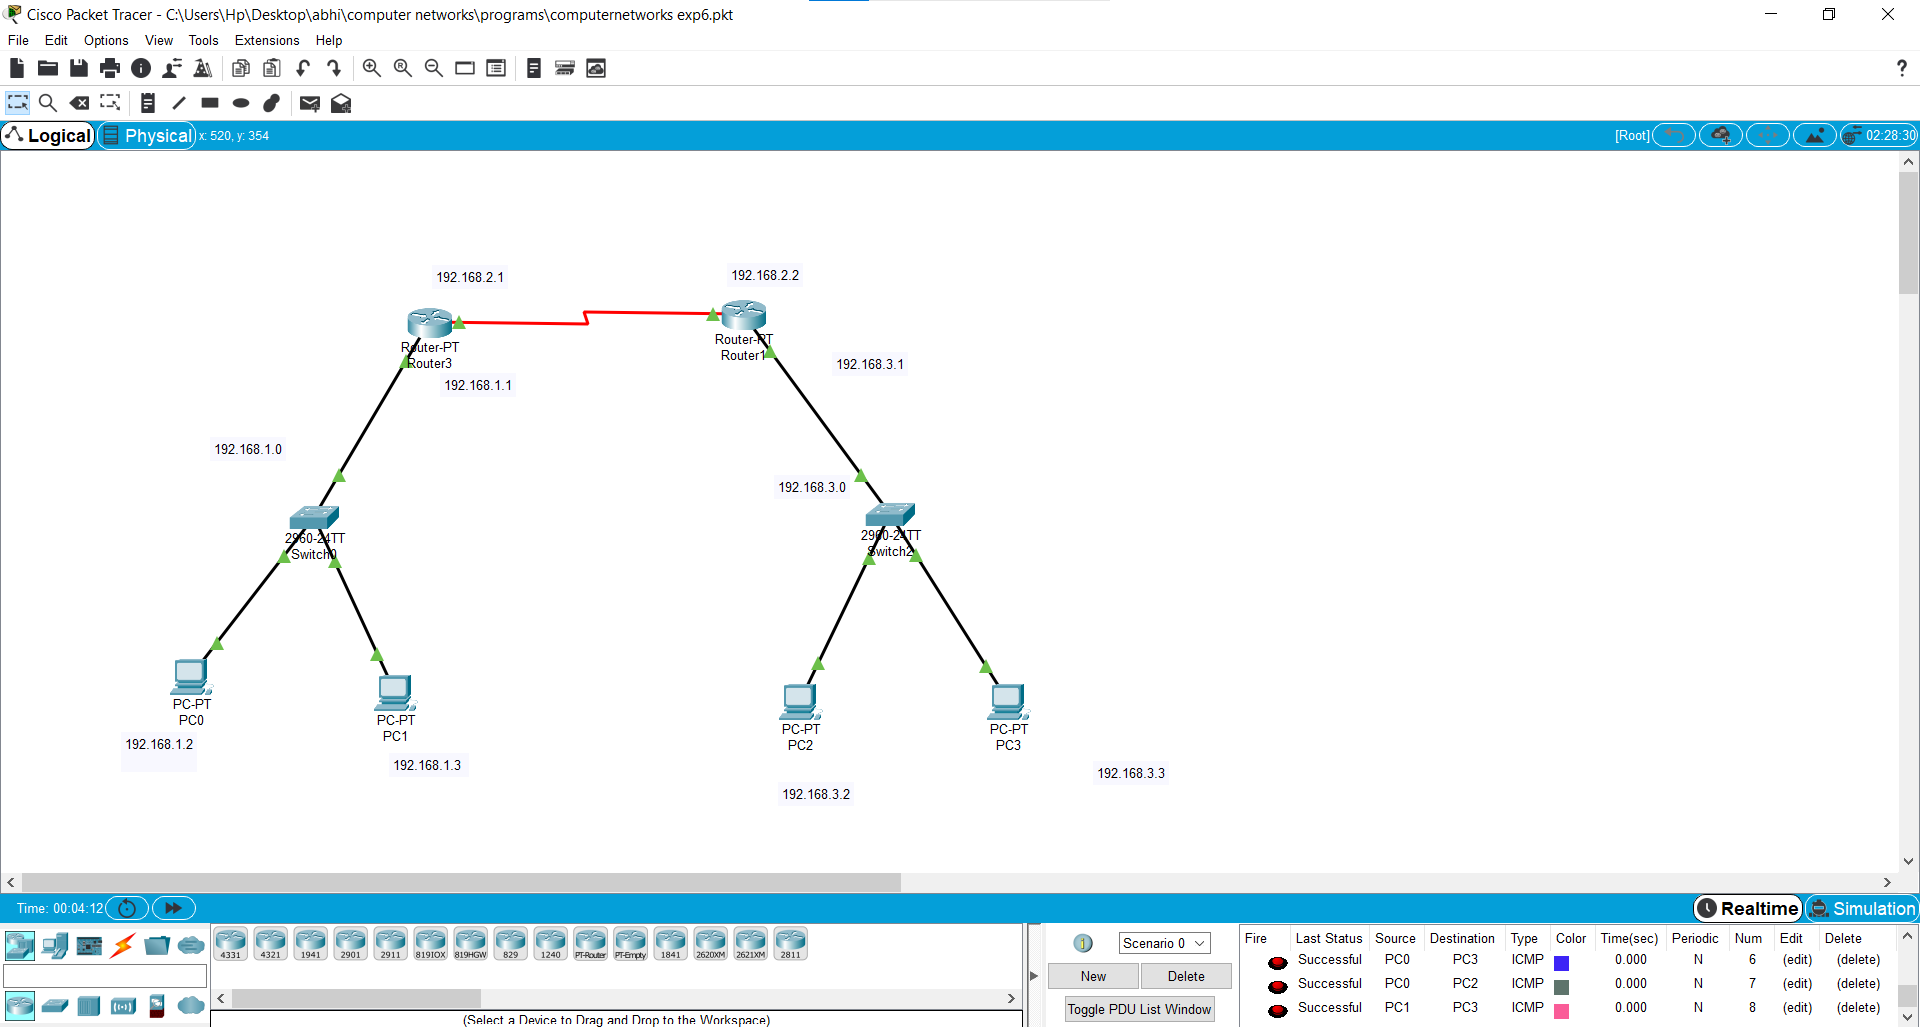 Cisco Packet Tracer - C:\Users\Hp\Desktop\abhi\computer networks\programs\computernetworks exp6.pkt
File Edit Options View Tools Extensions Help
?
Logical Physical x: 520, y: 354 [Root] 02:28:30
192.168.2.1
192.168.2.2
Router-PT
Router3
Router-PT
Router1
192.168.1.1
192.168.3.1
192.168.1.0
192.168.3.0
2960-24TT
Switch0
2960-24TT
Switch2
PC-PT
PC0
PC-PT
PC1
PC-PT
PC2
PC-PT
PC3
192.168.1.2
192.168.1.3
192.168.3.2
192.168.3.3
Time: 00:04:12 Realtime Simulation
4331 4321 1941 2901 2911 819IOX 819HGW 829 1240 PT-Router PT-Empty 1841 2620XM 2621XM 2811
(Select a Device to Drag and Drop to the Workspace)
Scenario 0
New Delete
Toggle PDU List Window
Fire Last Status Source Destination Type Color Time(sec) Periodic Num Edit Delete
Successful PC0 PC3 ICMP 0.000 N 6 (edit) (delete)
Successful PC0 PC2 ICMP 0.000 N 7 (edit) (delete)
Successful PC1 PC3 ICMP 0.000 N 8 (edit) (delete)